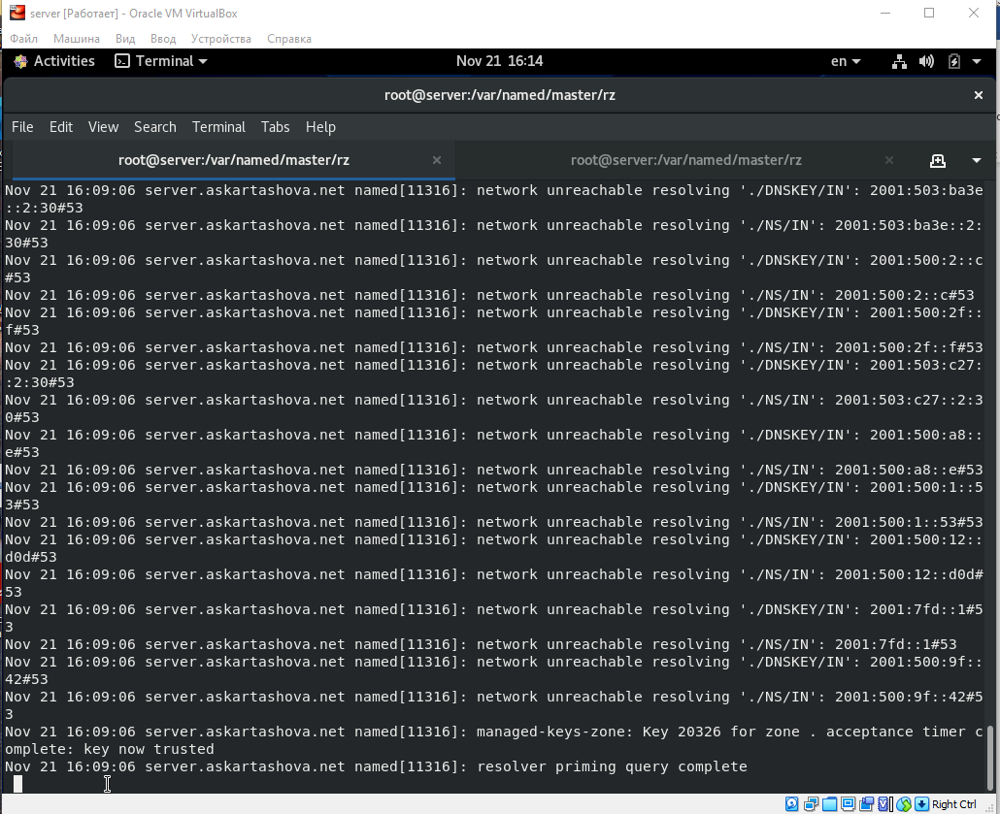 server [Работает] - Oracle VM VirtualBox
Файл Машина Вид Ввод Устройства Справка
Activities Terminal Nov 21 16:14 en
root@server:/var/named/master/rz
File Edit View Search Terminal Tabs Help
root@server:/var/named/master/rz root@server:/var/named/master/rz
Nov 21 16:09:06 server.askartashova.net named[11316]: network unreachable resolving './DNSKEY/IN': 2001:503:ba3e
::2:30#53
Nov 21 16:09:06 server.askartashova.net named[11316]: network unreachable resolving './NS/IN': 2001:503:ba3e::2:
30#53
Nov 21 16:09:06 server.askartashova.net named[11316]: network unreachable resolving './DNSKEY/IN': 2001:500:2::c
#53
Nov 21 16:09:06 server.askartashova.net named[11316]: network unreachable resolving './NS/IN': 2001:500:2::c#53
Nov 21 16:09:06 server.askartashova.net named[11316]: network unreachable resolving './DNSKEY/IN': 2001:500:2f::
f#53
Nov 21 16:09:06 server.askartashova.net named[11316]: network unreachable resolving './NS/IN': 2001:500:2f::f#53
Nov 21 16:09:06 server.askartashova.net named[11316]: network unreachable resolving './DNSKEY/IN': 2001:503:c27:
:2:30#53
Nov 21 16:09:06 server.askartashova.net named[11316]: network unreachable resolving './NS/IN': 2001:503:c27::2:3
0#53
Nov 21 16:09:06 server.askartashova.net named[11316]: network unreachable resolving './DNSKEY/IN': 2001:500:a8::
e#53
Nov 21 16:09:06 server.askartashova.net named[11316]: network unreachable resolving './NS/IN': 2001:500:a8::e#53
Nov 21 16:09:06 server.askartashova.net named[11316]: network unreachable resolving './DNSKEY/IN': 2001:500:1::5
3#53
Nov 21 16:09:06 server.askartashova.net named[11316]: network unreachable resolving './NS/IN': 2001:500:1::53#53
Nov 21 16:09:06 server.askartashova.net named[11316]: network unreachable resolving './DNSKEY/IN': 2001:500:12::
d0d#53
Nov 21 16:09:06 server.askartashova.net named[11316]: network unreachable resolving './NS/IN': 2001:500:12::d0d#
53
Nov 21 16:09:06 server.askartashova.net named[11316]: network unreachable resolving './DNSKEY/IN': 2001:7fd::1#5
3
Nov 21 16:09:06 server.askartashova.net named[11316]: network unreachable resolving './NS/IN': 2001:7fd::1#53
Nov 21 16:09:06 server.askartashova.net named[11316]: network unreachable resolving './DNSKEY/IN': 2001:500:9f::
42#53
Nov 21 16:09:06 server.askartashova.net named[11316]: network unreachable resolving './NS/IN': 2001:500:9f::42#5
3
Nov 21 16:09:06 server.askartashova.net named[11316]: managed-keys-zone: Key 20326 for zone . acceptance timer c
omplete: key now trusted
Nov 21 16:09:06 server.askartashova.net named[11316]: resolver priming query complete
Right Ctrl